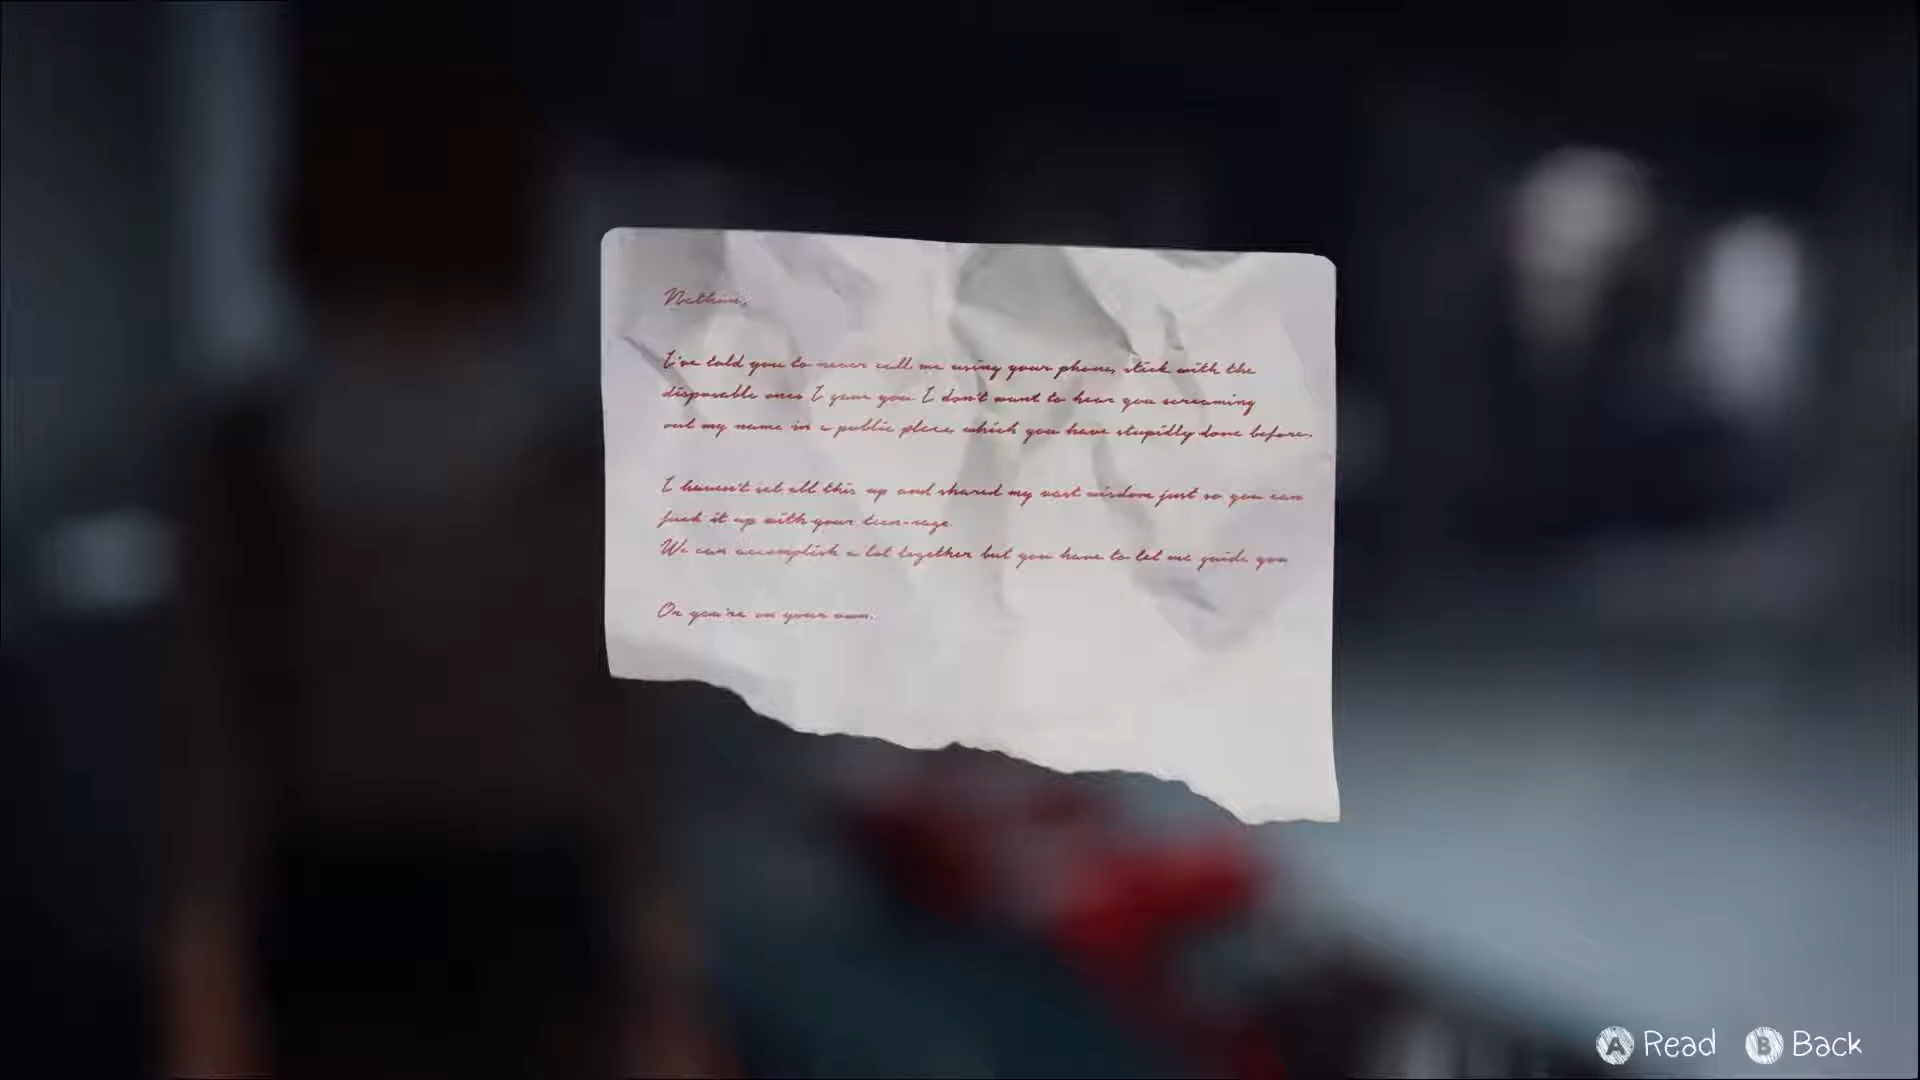 Nathan,
I've told you to never call me using your phone, stick with the
disposable ones I gave you. I don't want to hear you screaming
out my name in a public place, which you have stupidly done before.
I haven't set all this up and shared my vast wisdom just so you can
fuck it up with your teen-rage.
We can accomplish a lot together but you have to let me guide you
Or you're on your own.
A Read B Back